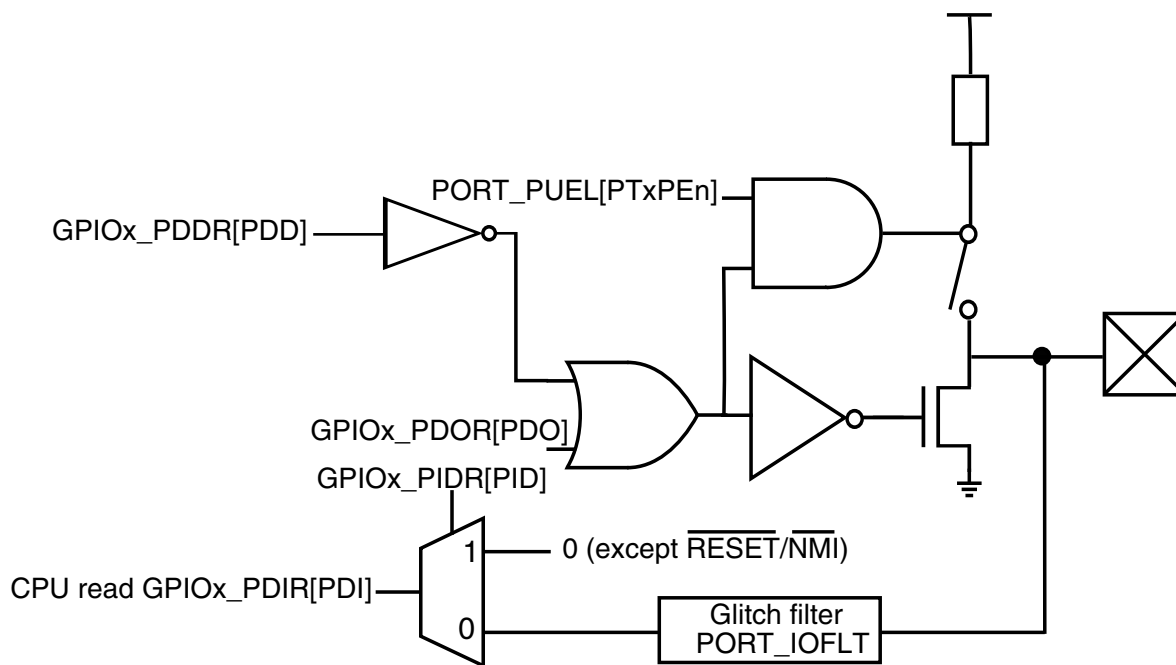 PORT_PUEL[PTxPEn]
GPIOx_PDDR[PDD]
GPIOx_PDOR[PDO]
GPIOx_PIDR[PID]
1
0 (except RESET/NMI)
CPU read GPIOx_PDIR[PDI]
0
Glitch filter
PORT_IOFLT